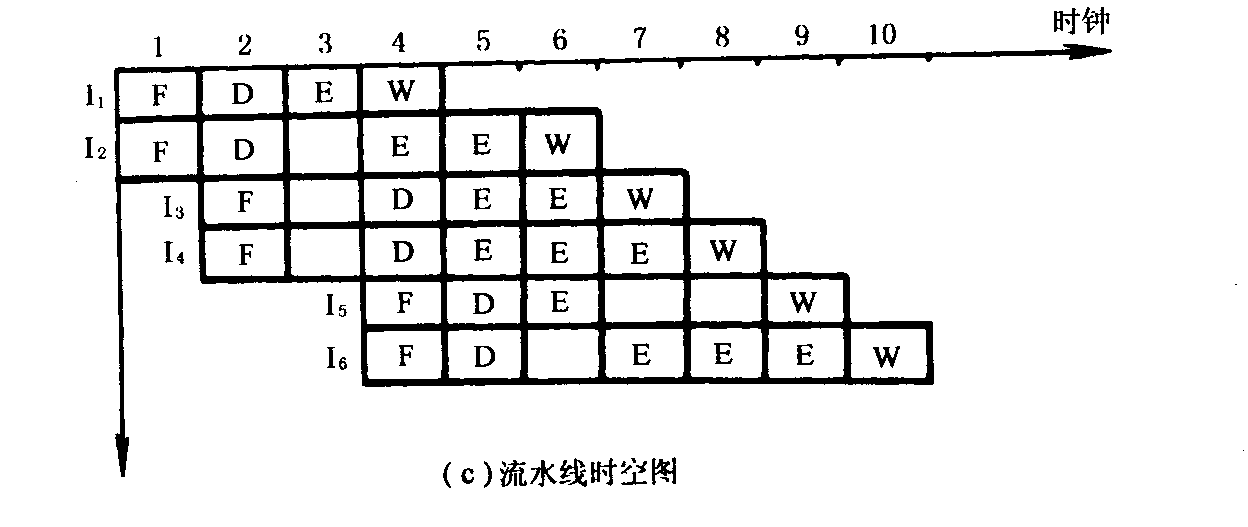 时钟
1 2 3 4 5 6 7 8 9 10
I₁ F D E W
I₂ F D E E W
I₃ F D E E W
I₄ F D E E E W
I₅ F D E W
I₆ F D E E E W
(c)流水线时空图